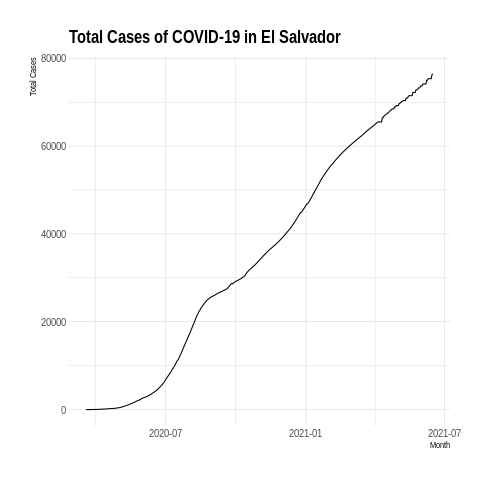 Total Cases of COVID-19 in El Salvador
Total Cases
80000
60000
40000
20000
0
2020-07
2021-01
2021-07
Month